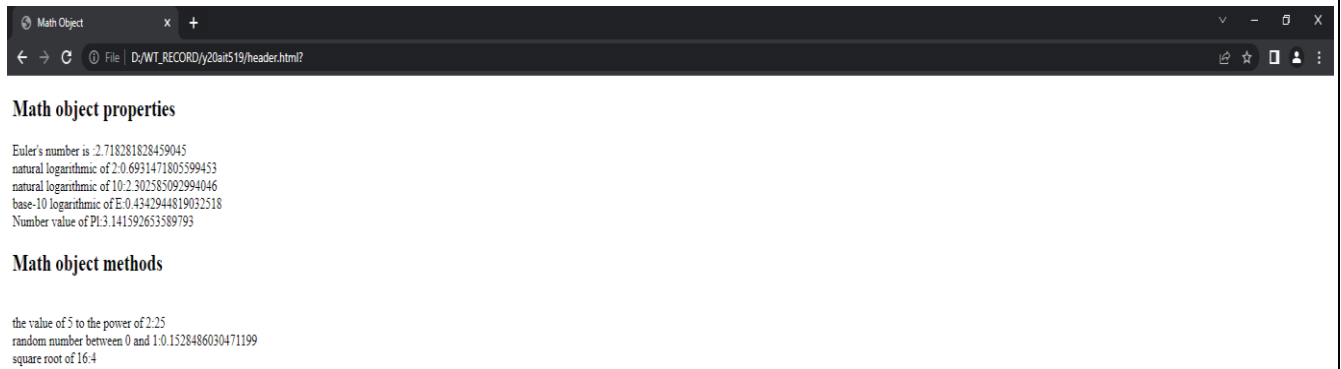 Math Object
File | D:/WT_RECORD/y20ait519/header.html?
Math object properties
Euler's number is :2.718281828459045
natural logarithmic of 2:0.6931471805599453
natural logarithmic of 10:2.302585092994046
base-10 logarithmic of E:0.4342944819032518
Number value of PI:3.141592653589793
Math object methods
the value of 5 to the power of 2:25
random number between 0 and 1:0.1528486030471199
square root of 16:4